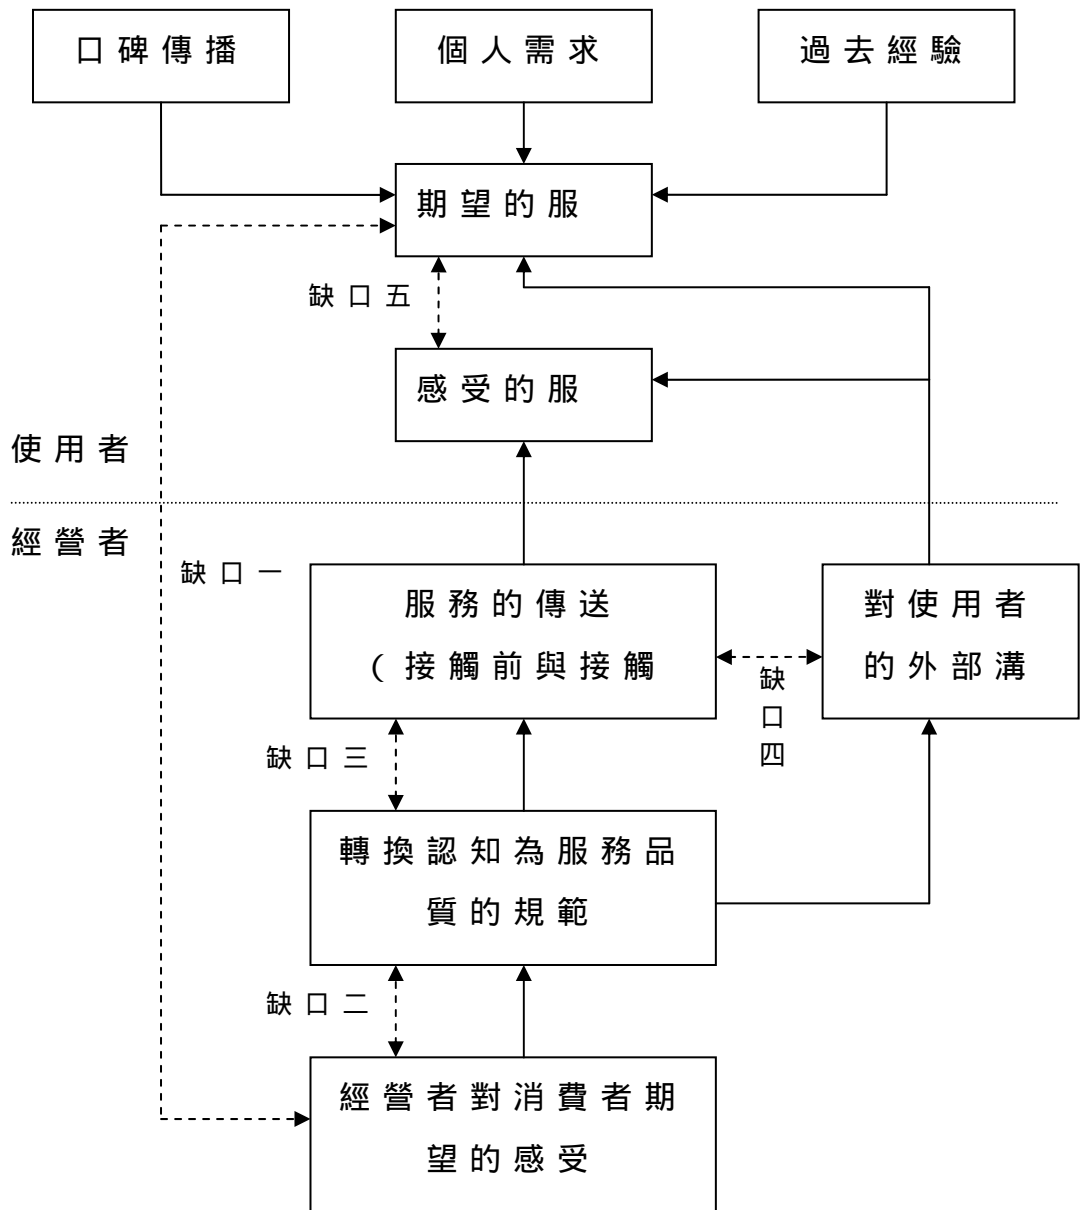 口碑傳播
個人需求
過去經驗
期望的服
缺口五
感受的服
使用者
經營者
缺口一
服務的傳送
（接觸前與接觸
對使用者
的外部溝
缺口四
缺口三
轉換認知為服務品
質的規範
缺口二
經營者對消費者期
望的感受